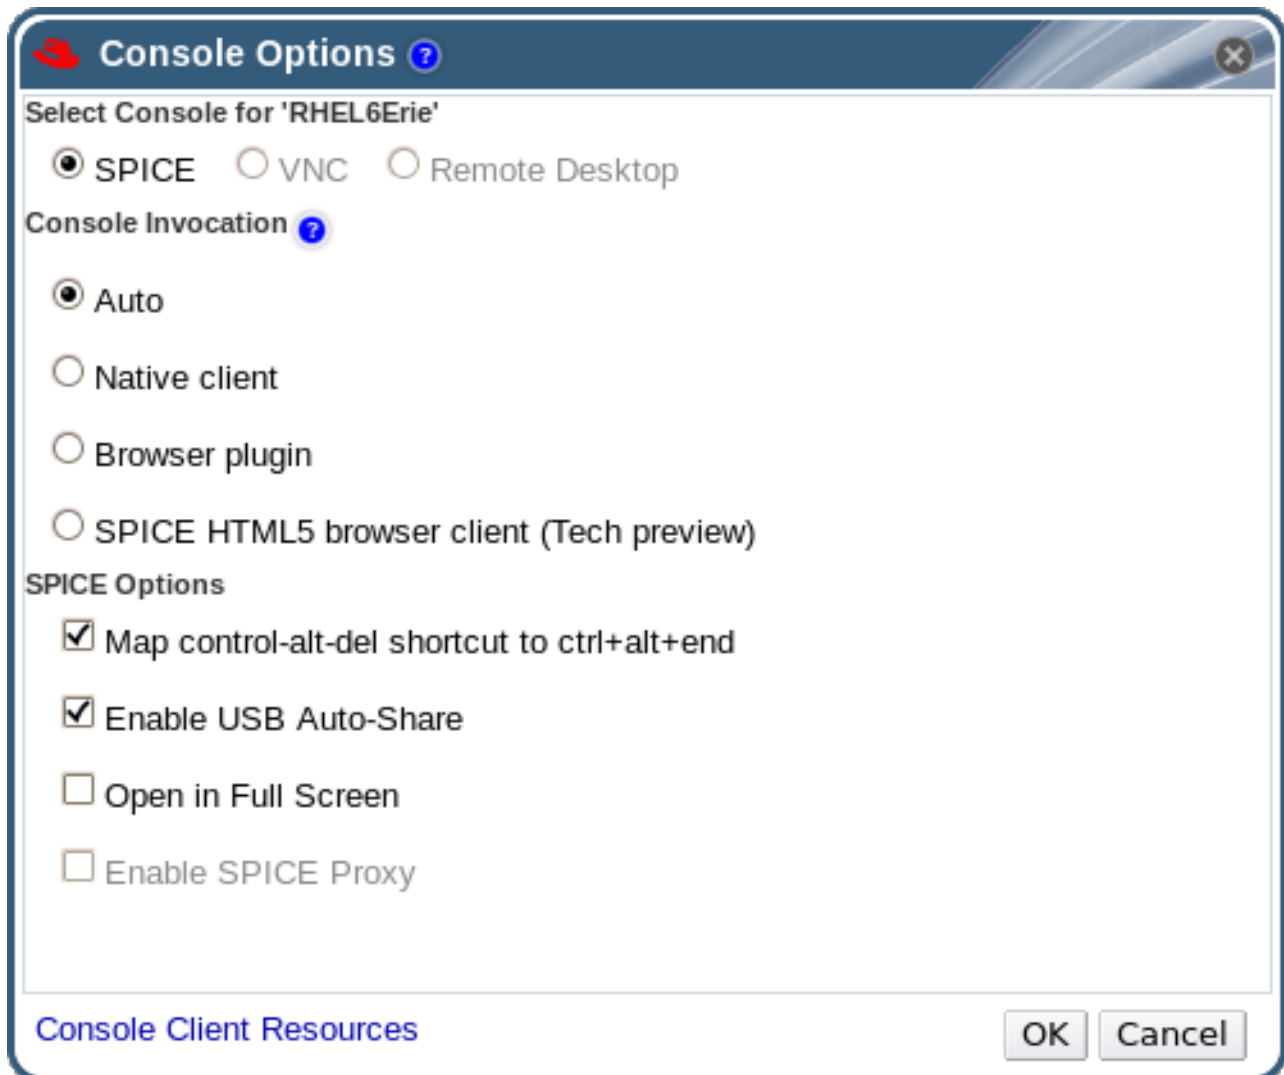 Console Options ?
Select Console for 'RHEL6Erie'
SPICE VNC Remote Desktop
Console Invocation ?
Auto
Native client
Browser plugin
SPICE HTML5 browser client (Tech preview)
SPICE Options
Map control-alt-del shortcut to ctrl+alt+end
Enable USB Auto-Share
Open in Full Screen
Enable SPICE Proxy
Console Client Resources OK Cancel